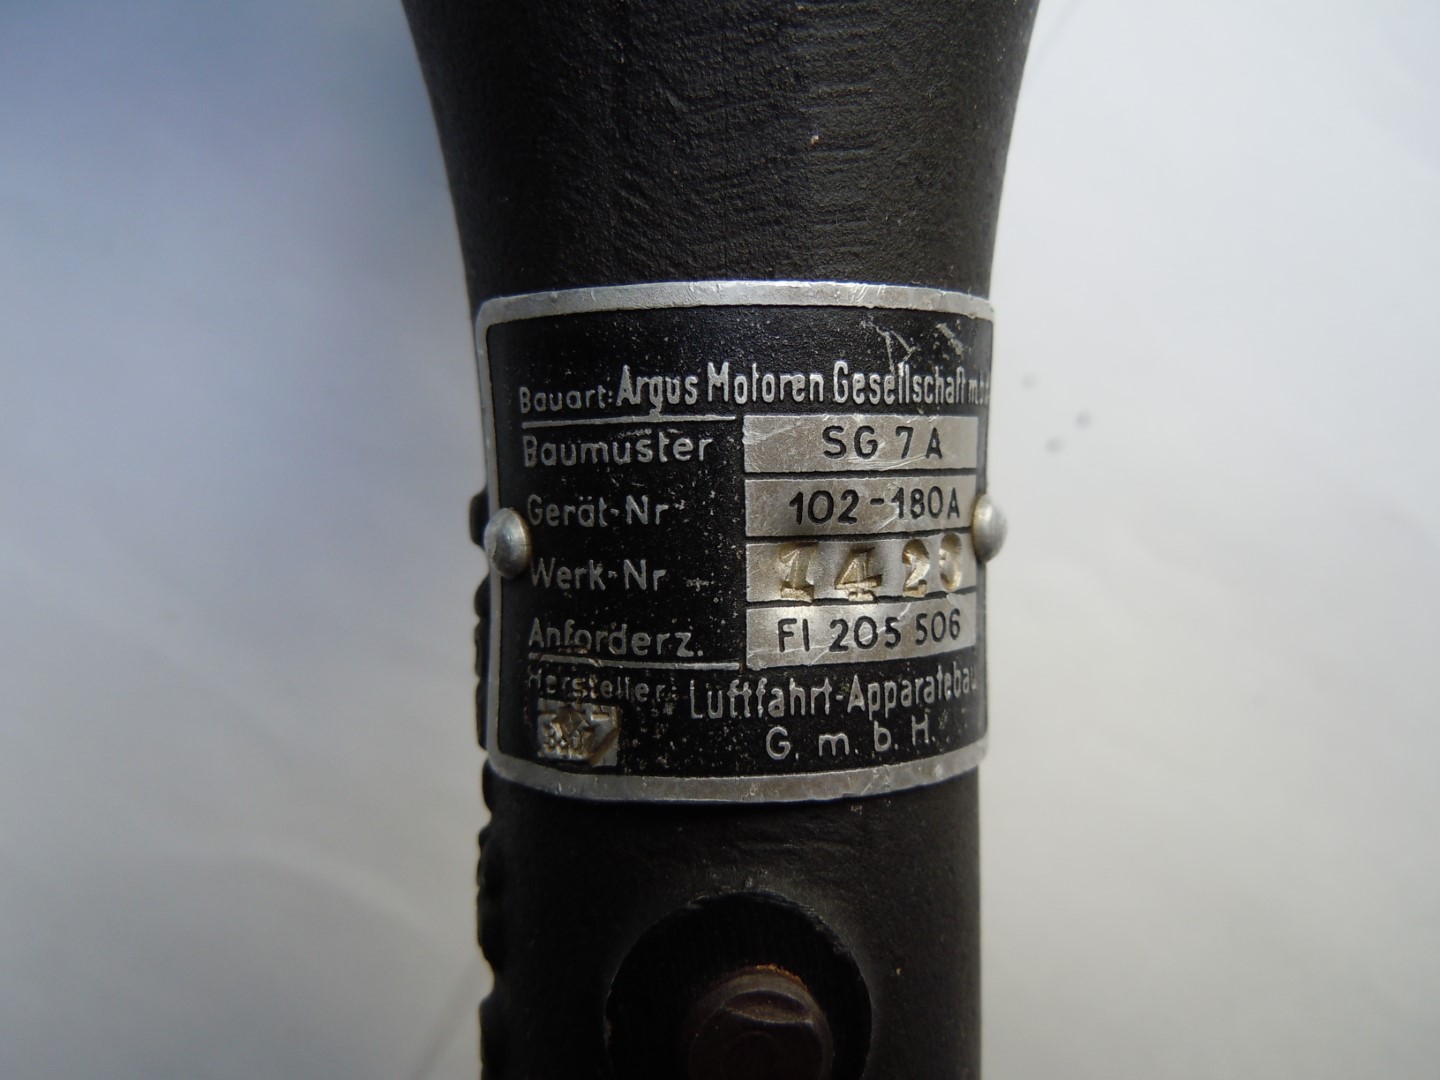 Bauart: Argus Motoren Gesellschaft m.b.
Baumuster SG 7 A
Gerät-Nr 102-180A
Werk-Nr 1423
Anforderz. Fl 205 506
Hersteller: Luftfahrt-Apparatebau
G. m. b. H.